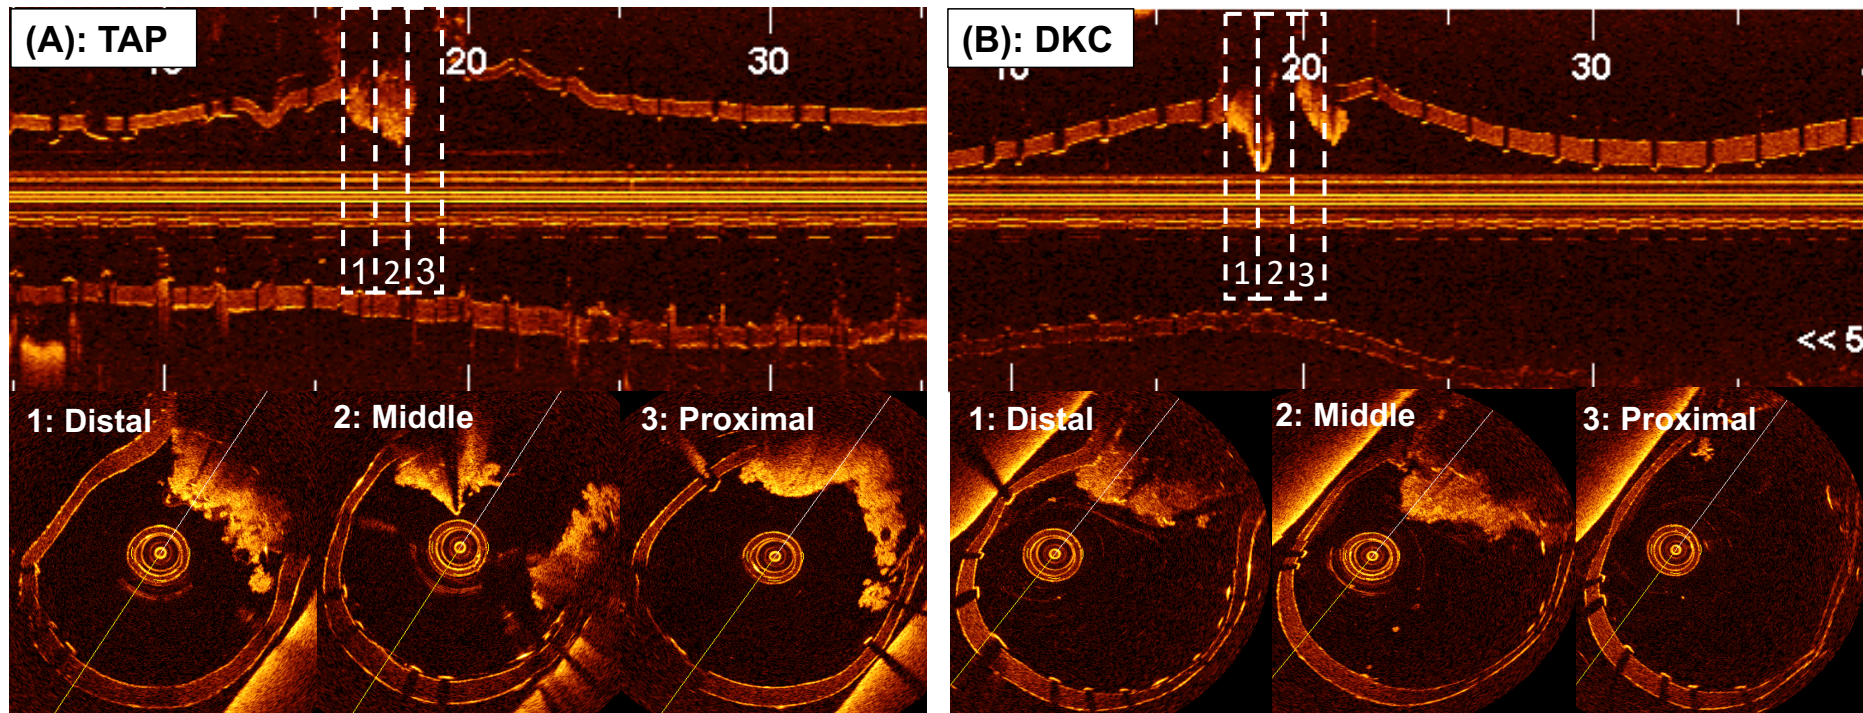 (A): TAP
20
30
1 2 3
1: Distal
2: Middle
3: Proximal
(B): DKC
20
30
1 2 3
<< 5
1: Distal
2: Middle
3: Proximal